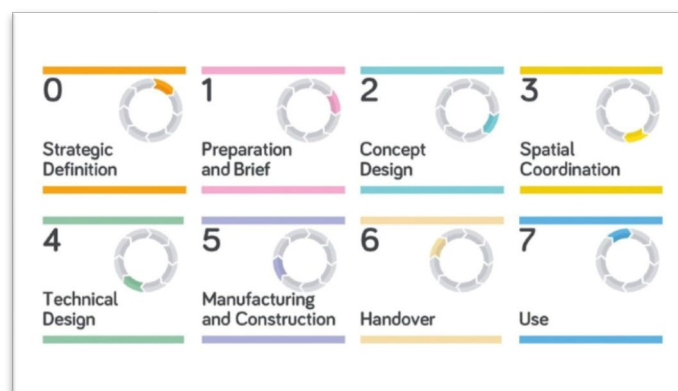 0
Strategic
Definition
1
Preparation
and Brief
2
Concept
Design
3
Spatial
Coordination
4
Technical
Design
5
Manufacturing
and Construction
6
Handover
7
Use